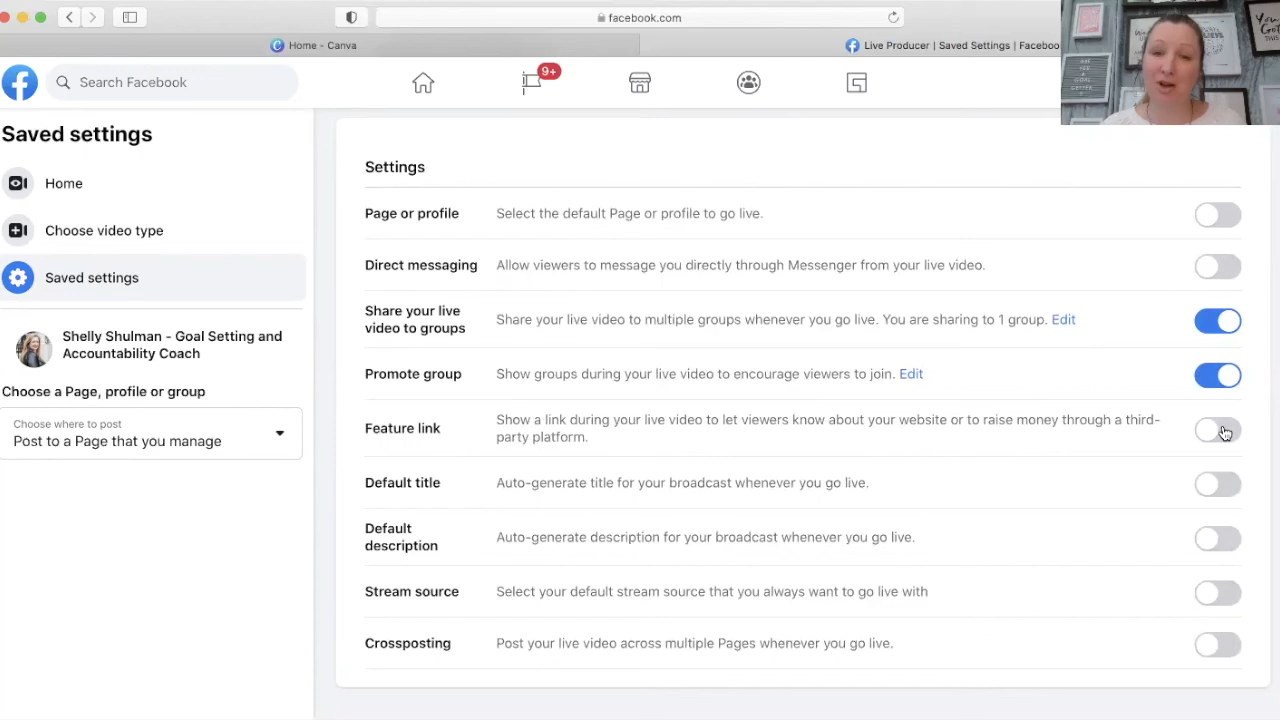 facebook.com
Home - Canva
Live Producer | Saved Settings | Facebo
Search Facebook
9+
Saved settings
Home
Choose video type
Saved settings
Shelly Shulman - Goal Setting and
Accountability Coach
Choose a Page, profile or group
Choose where to post
Post to a Page that you manage
Settings
Page or profile
Select the default Page or profile to go live.
Direct messaging
Allow viewers to message you directly through Messenger from your live video.
Share your live
video to groups
Share your live video to multiple groups whenever you go live. You are sharing to 1 group. Edit
Promote group
Show groups during your live video to encourage viewers to join. Edit
Feature link
Show a link during your live video to let viewers know about your website or to raise money through a third-
party platform.
Default title
Auto-generate title for your broadcast whenever you go live.
Default
description
Auto-generate description for your broadcast whenever you go live.
Stream source
Select your default stream source that you always want to go live with
Crossposting
Post your live video across multiple Pages whenever you go live.